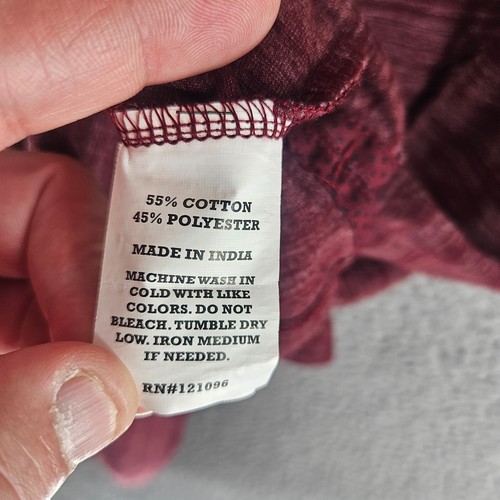 55% COTTON
45% POLYESTER
MADE IN INDIA
MACHINE WASH IN
COLD WITH LIKE
COLORS. DO NOT
BLEACH. TUMBLE DRY
LOW. IRON MEDIUM
IF NEEDED.
RN#121096